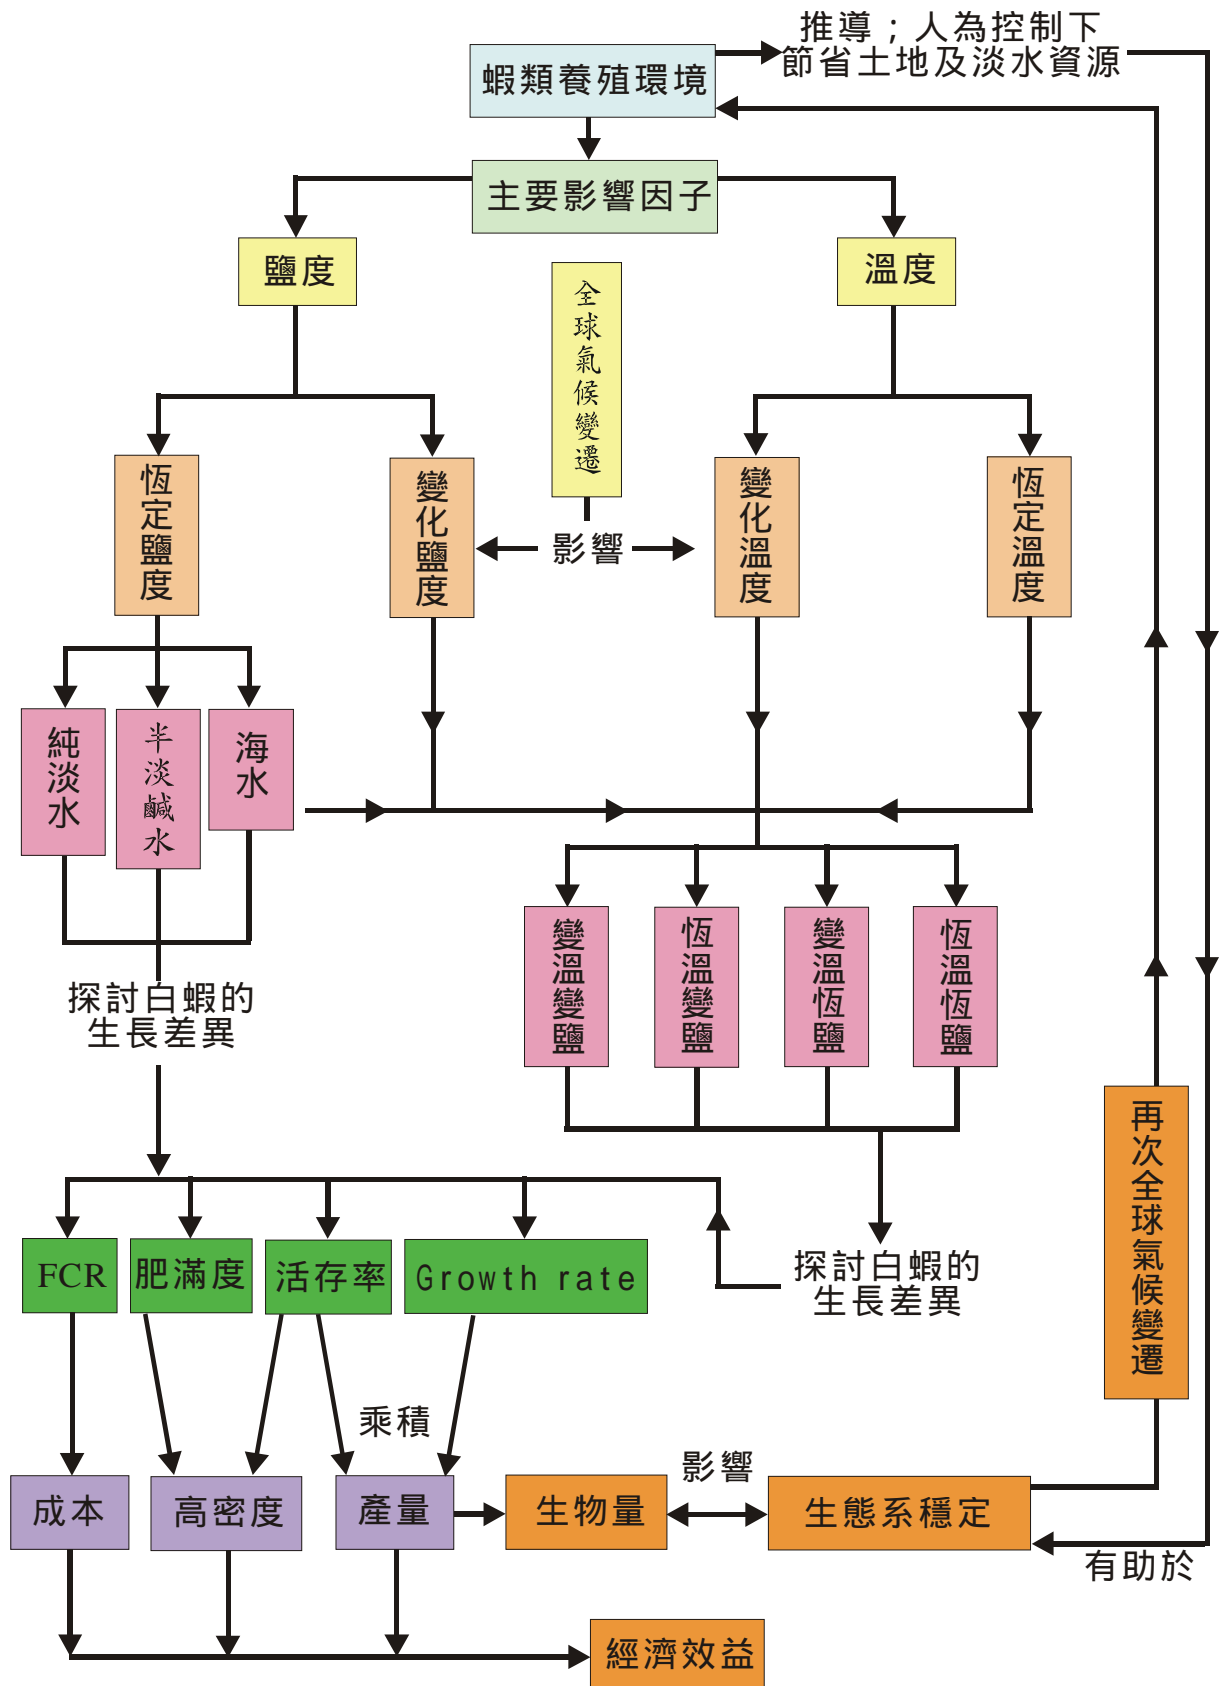 推導；人為控制下
節省土地及淡水資源
蝦類養殖環境
主要影響因子
鹽度
溫度
全球氣候變遷
恆定鹽度
變化鹽度
影響
變化溫度
恆定溫度
純淡水
半淡鹹水
海水
變溫變鹽
恆溫變鹽
變溫恆鹽
恆溫恆鹽
探討白蝦的
生長差異
再次全球氣候變遷
FCR
肥滿度
活存率
Growth rate
探討白蝦的
生長差異
乘積
影響
成本
高密度
產量
生物量
生態系穩定
有助於
經濟效益